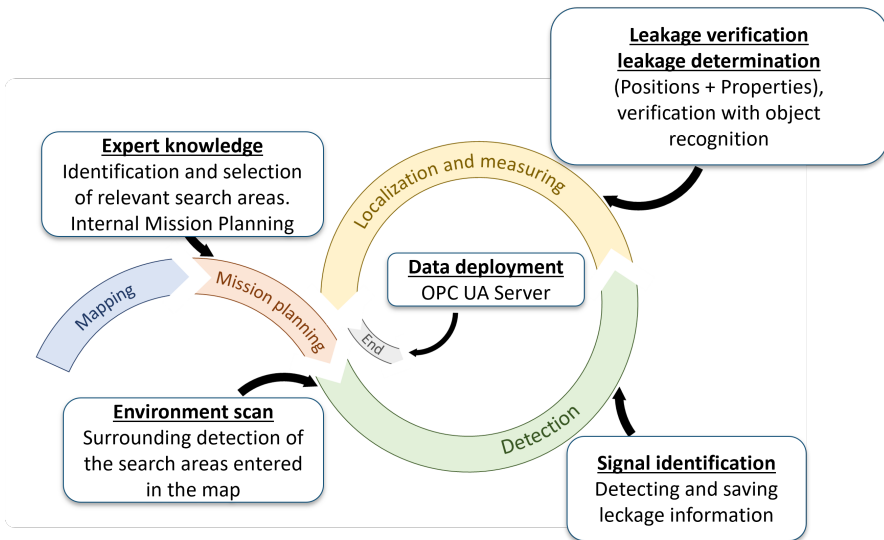 Leakage verification
leakage determination
(Positions + Properties),
verification with object
recognition
Expert knowledge
Identification and selection
of relevant search areas.
Internal Mission Planning
Localization and measuring
Data deployment
OPC UA Server
Mapping
Mission planning
End
Environment scan
Surrounding detection of
the search areas entered
in the map
Detection
Signal identification
Detecting and saving
leckage information